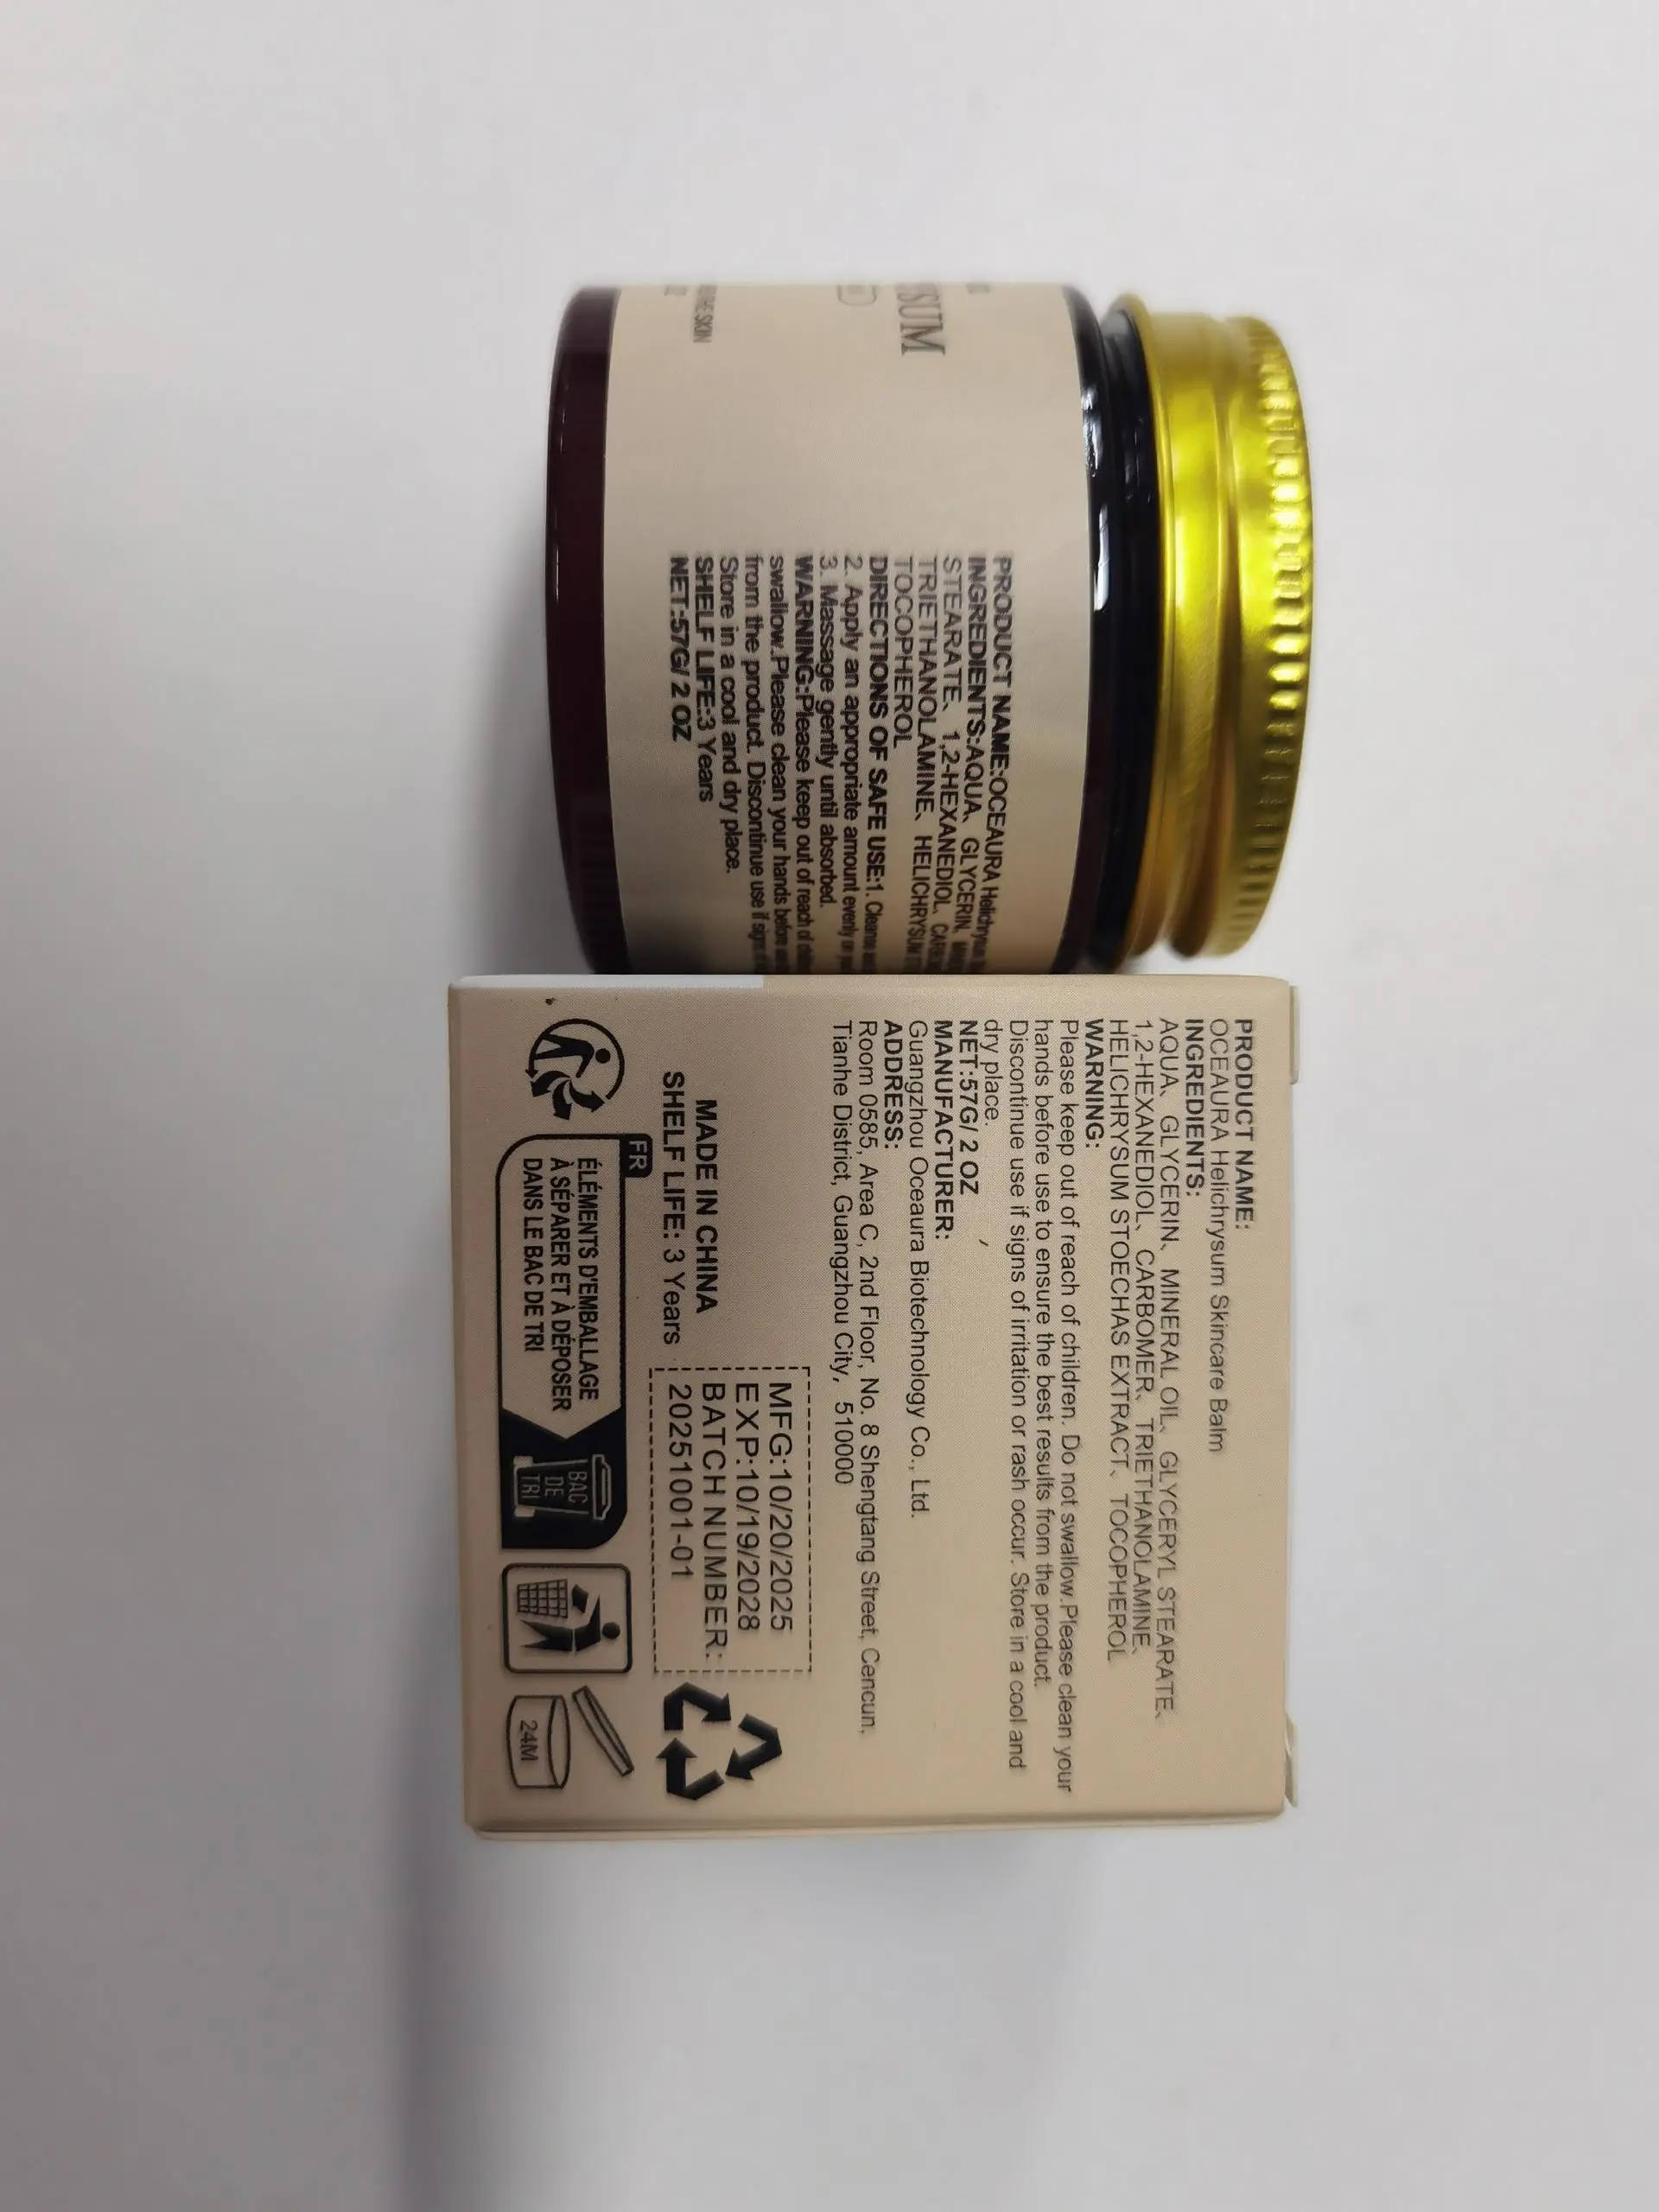 YSUM
THE SKIN
PRODUCT NAME:OCEAURA Helichrysum
INGREDIENTS:AQUA、GLYCERIN、
STEARATE、1,2-HEXANEDIOL、
TRIETHANOLAMINE、HELICHRYSUM
TOCOPHEROL
DIRECTIONS OF SAFE USE:1. Cleanse
2. Apply an appropriate amount evenly on
3. Massage gently until absorbed.
WARNING:Please keep out of reach of
swallow.Please clean your hands before
from the product. Discontinue use if signs
Store in a cool and dry place.
SHELF LIFE:3 Years
NET:57G/ 2 OZ
PRODUCT NAME:
OCEAURA Helichrysum Skincare Balm
INGREDIENTS:
AQUA、GLYCERIN、MINERAL OIL、GLYCERYL STEARATE、
1,2-HEXANEDIOL、CARBOMER、TRIETHANOLAMINE、
HELICHRYSUM STOECHAS EXTRACT、TOCOPHEROL
WARNING:
Please keep out of reach of children. Do not swallow.Please clean your
hands before use to ensure the best results from the product.
Discontinue use if signs of irritation or rash occur. Store in a cool and
dry place.
NET:57G/ 2 OZ
MANUFACTURER:
Guangzhou Oceaura Biotechnology Co., Ltd.
ADDRESS:
Room 0585, Area C, 2nd Floor, No. 8 Shengtang Street, Cencun,
Tianhe District, Guangzhou City, 510000
MADE IN CHINA
SHELF LIFE: 3 Years
MFG:10/20/2025
EXP:10/19/2028
BATCH NUMBER:
20251001-01
FR
ÉLÉMENTS D'EMBALLAGE
À SÉPARER ET À DÉPOSER
DANS LE BAC DE TRI
BAC
DE
TRI
24M